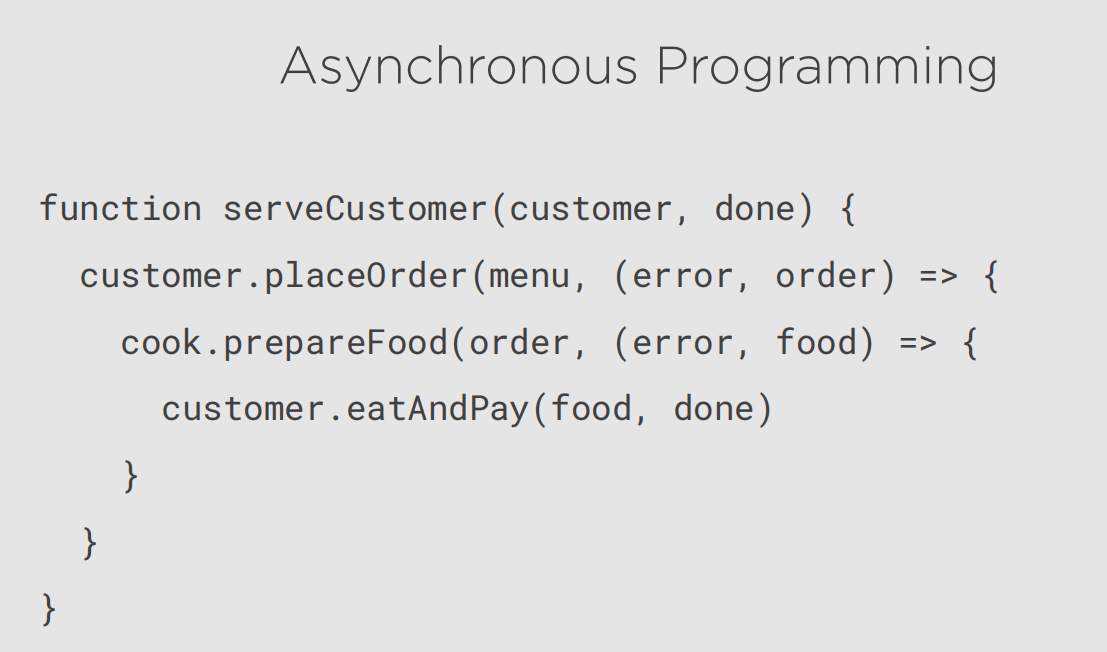 Asynchronous Programming
function serveCustomer(customer, done) {
  customer.placeOrder(menu, (error, order) => {
    cook.prepareFood(order, (error, food) => {
      customer.eatAndPay(food, done)
    }
  }
}